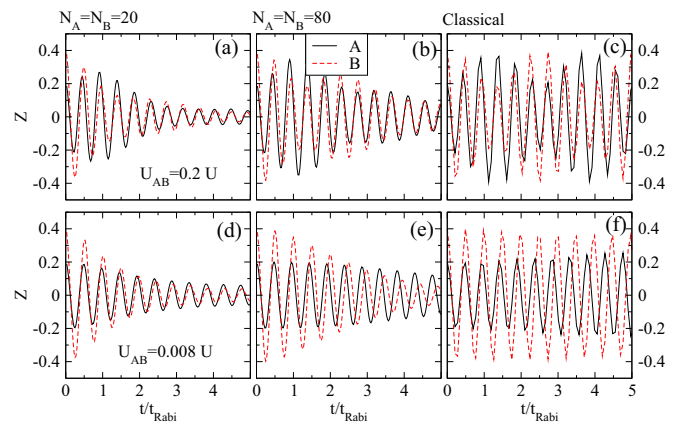 N_A=N_B=20 N_A=N_B=80 Classical
(a) (b) (c)
A
B
0.4 0.4
0.2 0.2
Z 0 0 Z
-0.2 -0.2
-0.4 -0.4
U_AB=0.2 U
(d) (e) (f)
0.4 0.4
0.2 0.2
Z 0 0 Z
-0.2 -0.2
-0.4 -0.4
U_AB=0.008 U
0 1 2 3 4 0 1 2 3 4 0 1 2 3 4 5
t/t_Rabi t/t_Rabi t/t_Rabi